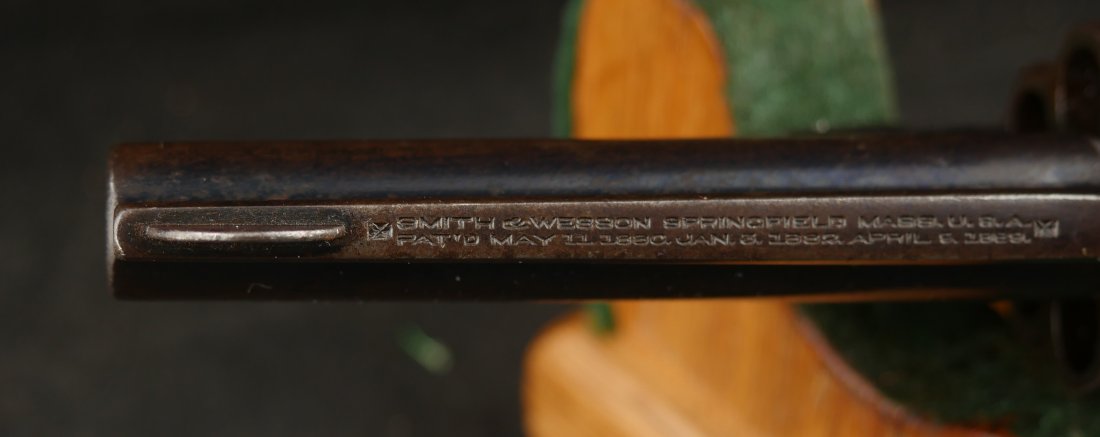 SMITH & WESSON SPRINGFIELD MASS. U.S.A.
PAT'D MAY 11, 1880. JAN. 3, 1882. APRIL 9, 1889.